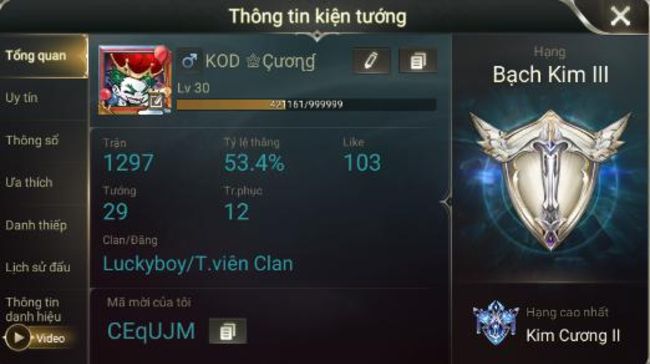 Thông tin kiện tướng
Tổng quan
Uy tín
Thông số
Ưa thích
Danh thiếp
Lịch sử đấu
Thông tin
danh hiệu
Video
KOD ♔Çươɳɠ
Lv 30
421161/999999
Trận
Tỷ lệ thắng
Like
1297
53.4%
103
Tướng
Tr.phục
29
12
Clan/Đẳng
Luckyboy/T.viên Clan
Mã mời của tôi
CEqUJM
Hạng
Bạch Kim III
Hạng cao nhất
Kim Cương II